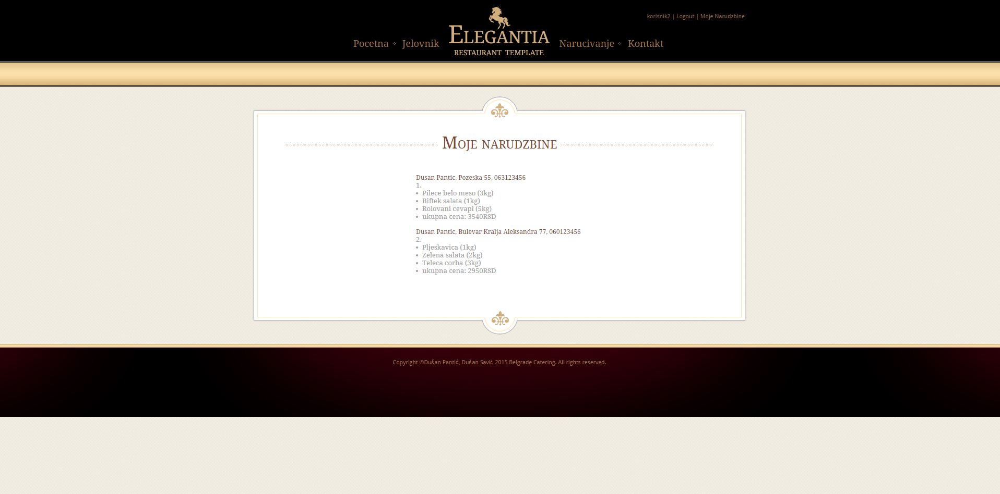 korisnik2 | Logout | Moje Narudzbine
Pocetna
Jelovnik
ELEGANTIA
RESTAURANT TEMPLATE
Narucivanje
Kontakt
Moje narudzbine
Dusan Pantic, Pozeska 55, 063123456
1.
• Pilece belo meso (3kg)
• Biftek salata (1kg)
• Rolovani cevapi (5kg)
• ukupna cena: 3540RSD
Dusan Pantic, Bulevar Kralja Aleksandra 77, 060123456
2.
• Pljeskavica (1kg)
• Zelena salata (2kg)
• Teleca corba (3kg)
• ukupna cena: 2950RSD
Copyright ©Dušan Pantić, Dušan Savić 2015 Belgrade Catering. All rights reserved.